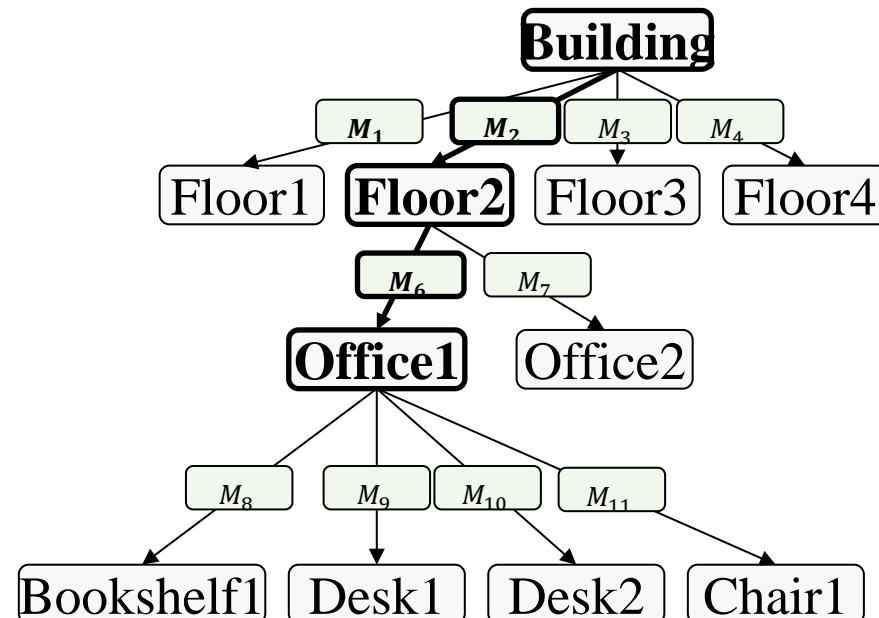 Building
M₁ M₂ M₃ M₄
Floor1 Floor2 Floor3 Floor4
M₆ M₇
Office1 Office2
M₈ M₉ M₁₀ M₁₁
Bookshelf1 Desk1 Desk2 Chair1